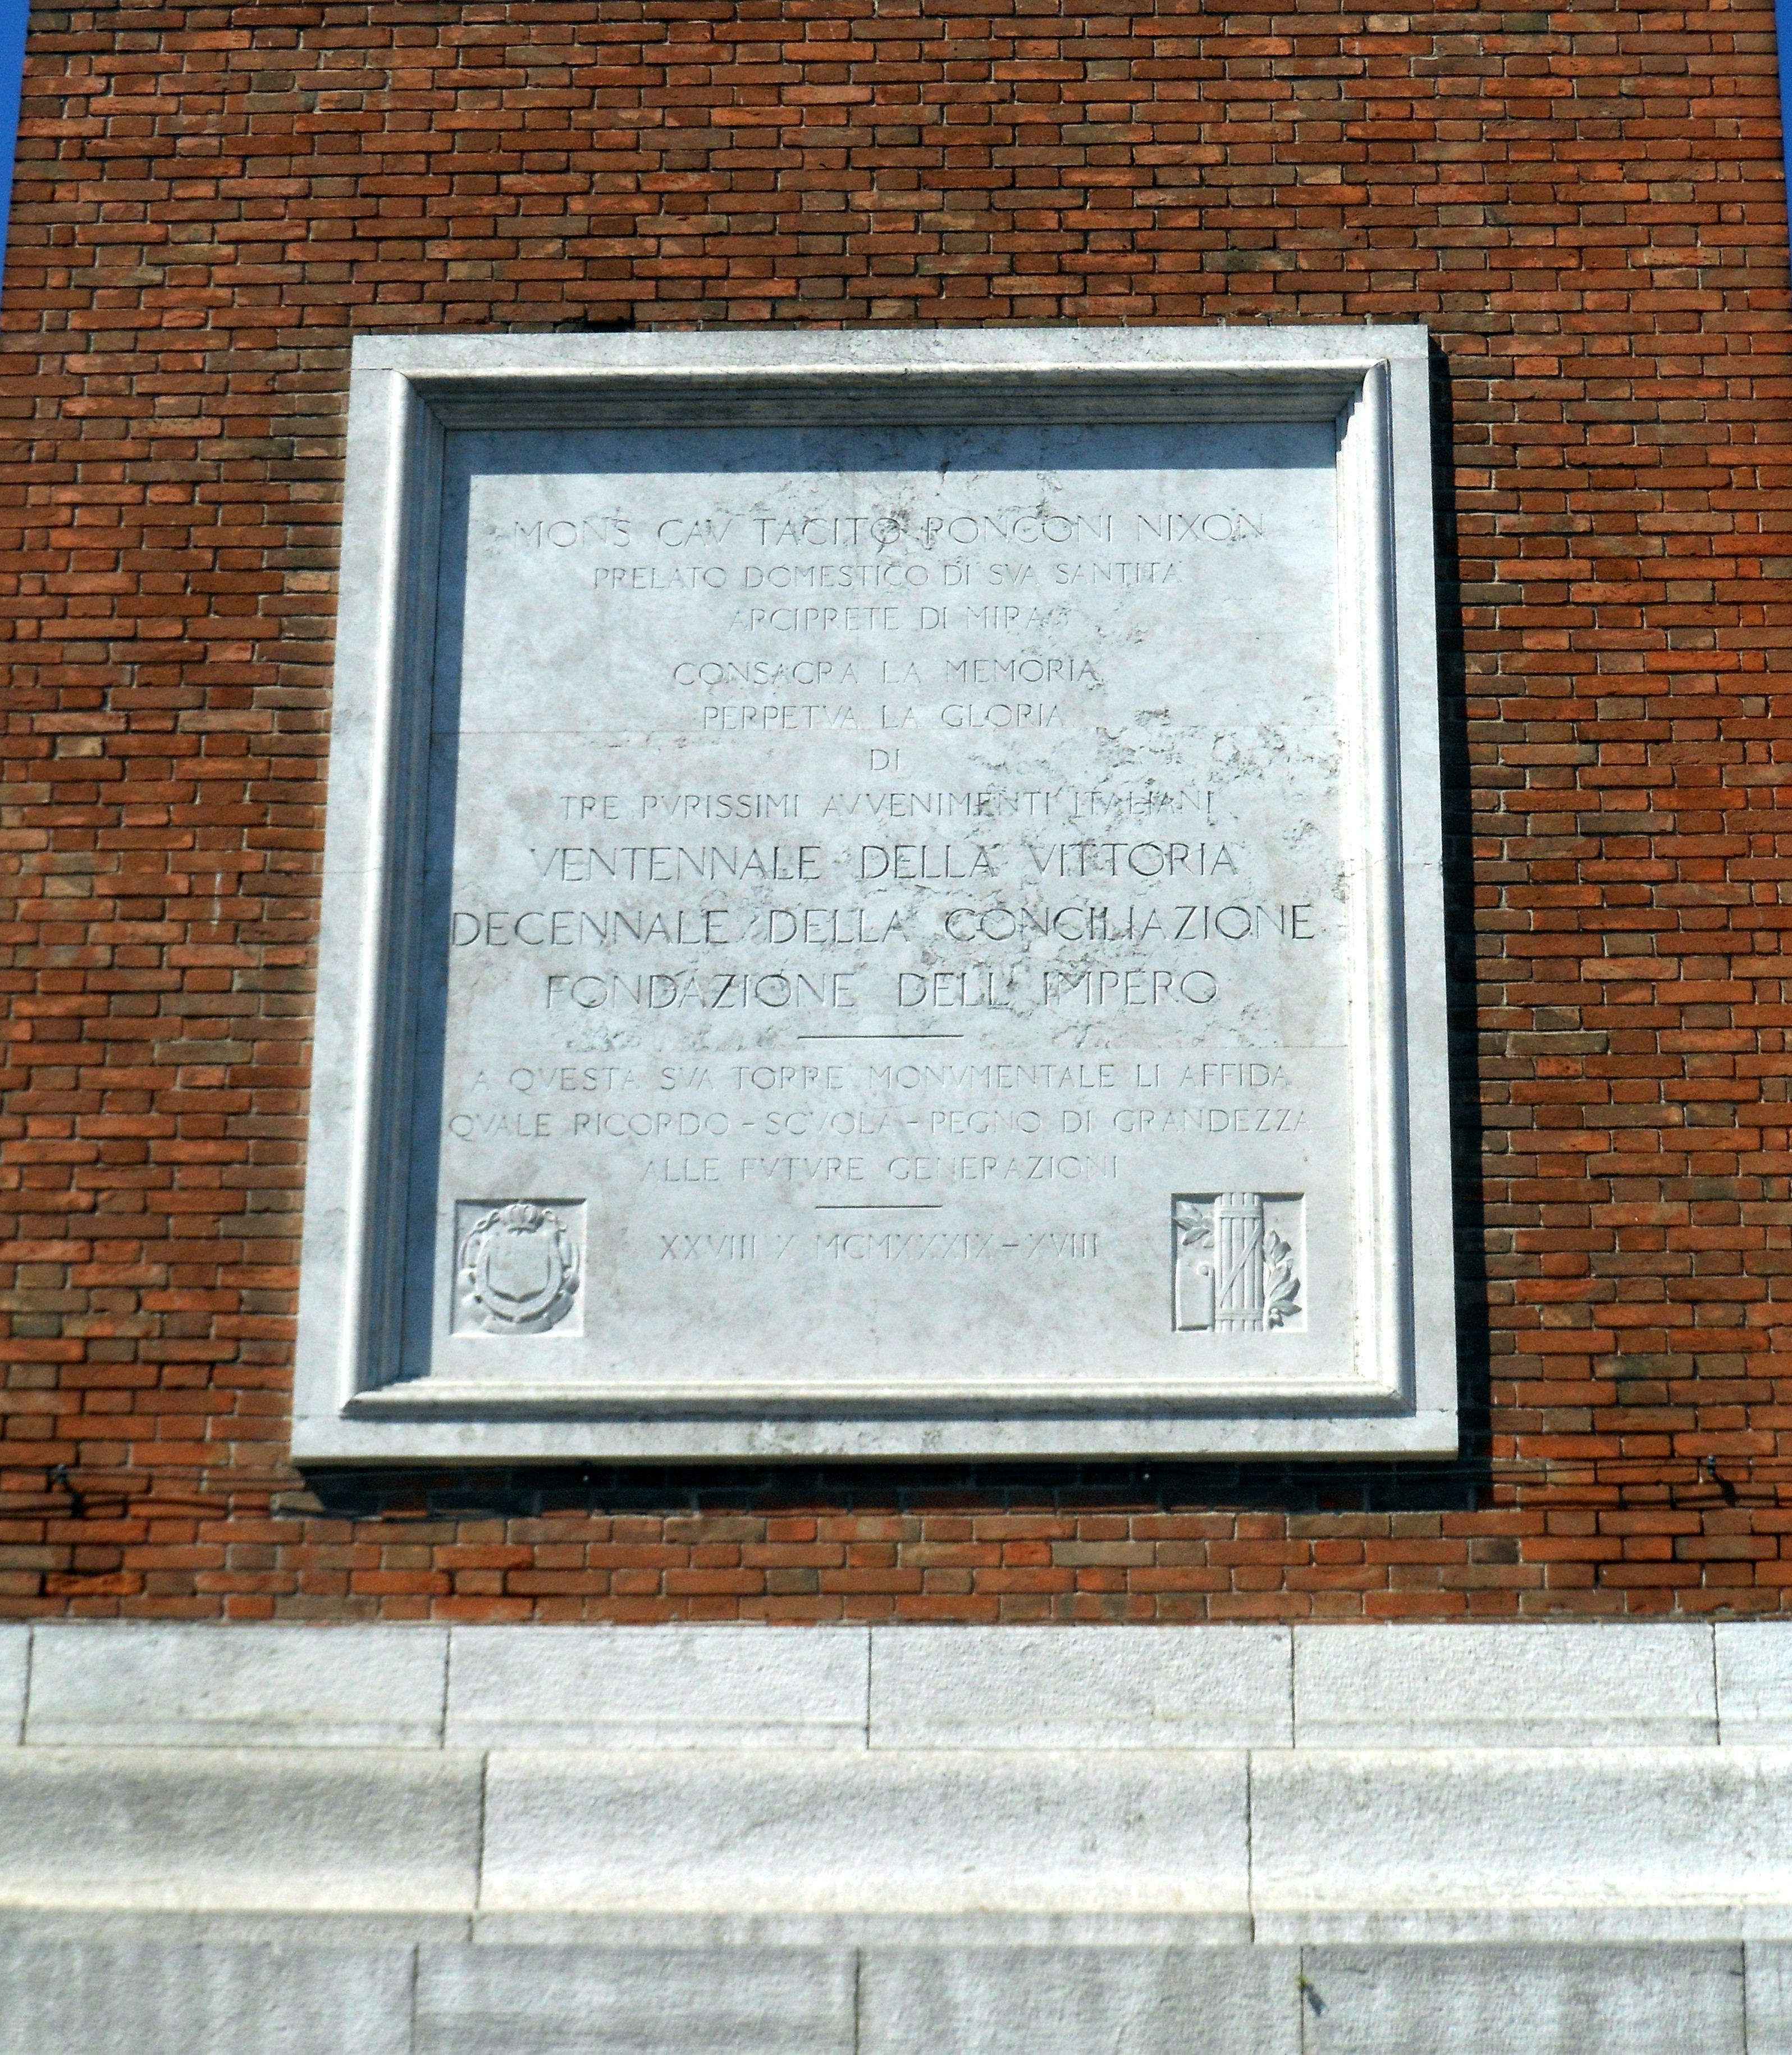 MONS CAV TACITO RONCONI NIXON
PRELATO DOMESTICO DI SVA SANTITA'
ARCIPRETE DI MIRA
CONSACRA LA MEMORIA
PERPETVA LA GLORIA
DI
TRE PVRISSIMI AVVENIMENTI ITALIANI
VENTENNALE DELLA VITTORIA
DECENNALE DELLA CONCILIAZIONE
FONDAZIONE DELL'IMPERO
A QVESTA SVA TORRE MONVMENTALE LI AFFIDA
QVALE RICORDO - SCVOLA - PEGNO DI GRANDEZZA
ALLE FVTVRE GENERAZIONI
XXVIII X MCMXXXIX - XVIII